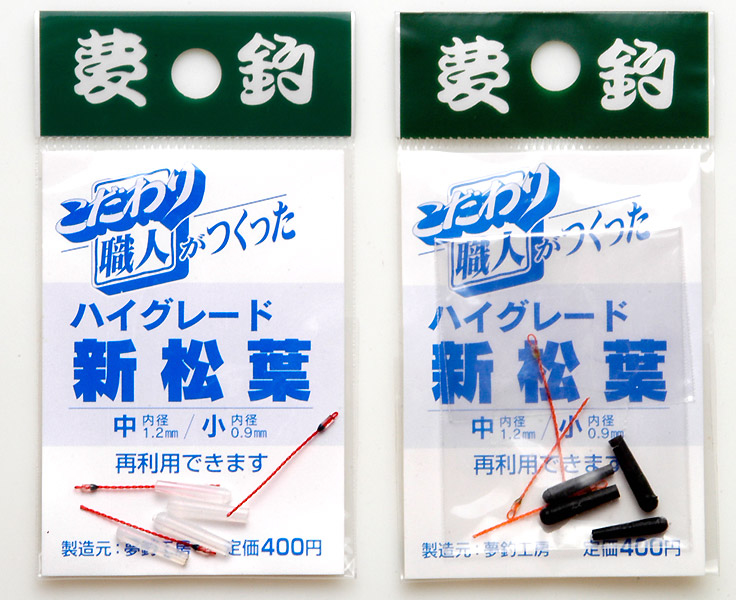 夢釣
こだわり
職人がつくった
ハイグレード
新松葉
中 内径1.2mm/小 内径0.9mm
再利用できます
製造元:夢釣工房 定価400円
夢釣
こだわり
職人がつくった
ハイグレード
新松葉
中 内径1.2mm/小 内径0.9mm
再利用できます
製造元:夢釣工房 定価400円